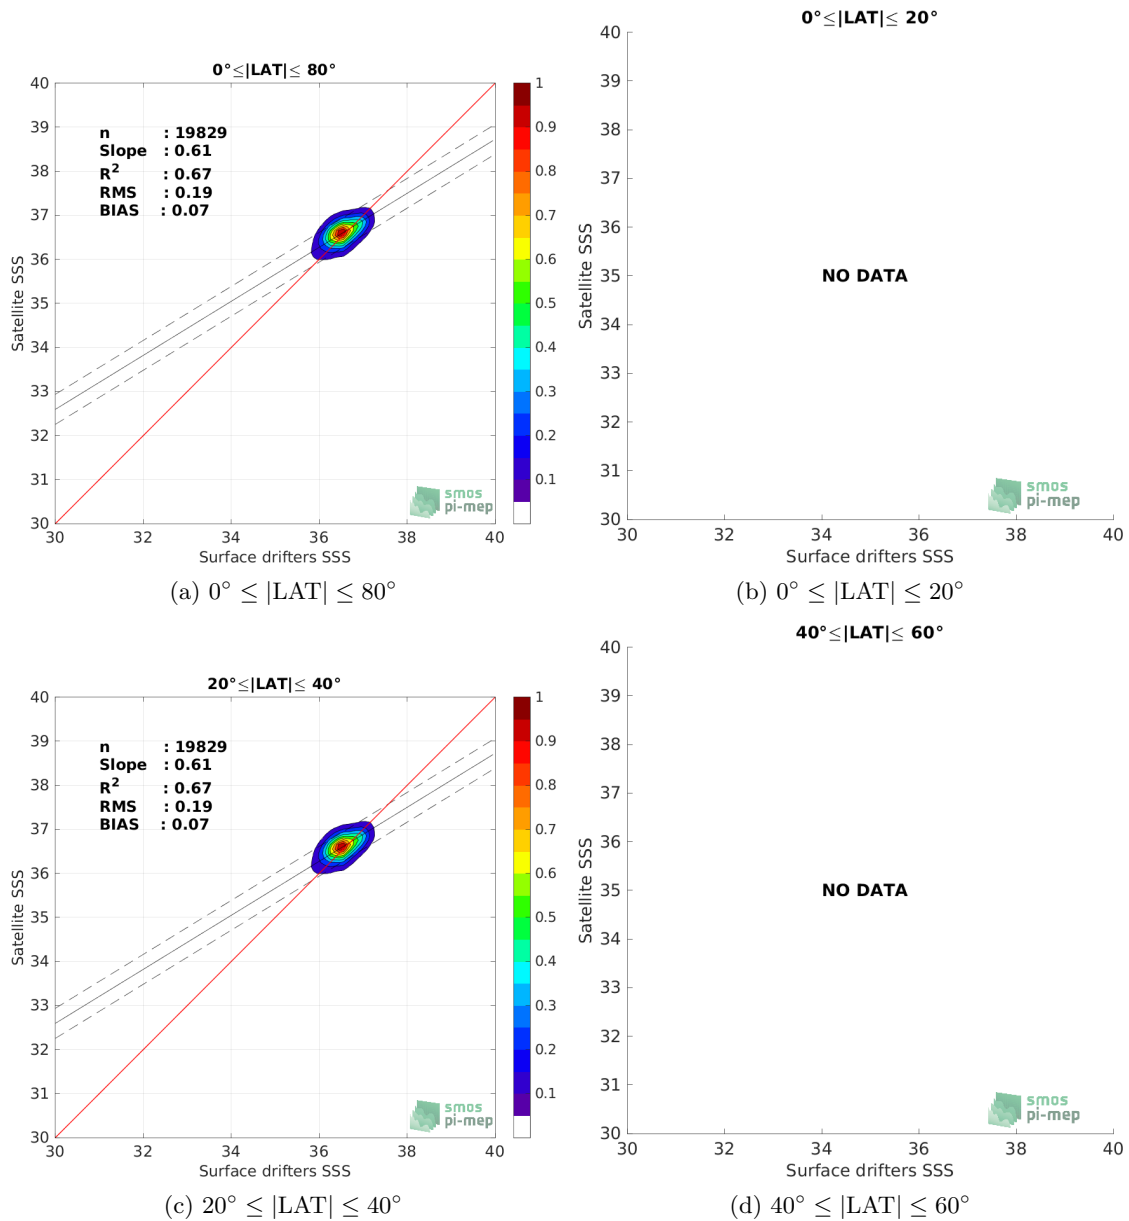 0°≤|LAT|≤ 80°
n : 19829
Slope : 0.61
R² : 0.67
RMS : 0.19
BIAS : 0.07
Satellite SSS
40
39
38
37
36
35
34
33
32
31
30
30 32 34 36 38 40
Surface drifters SSS
1
0.9
0.8
0.7
0.6
0.5
0.4
0.3
0.2
0.1
smos
pi-mep
(a) 0° ≤ |LAT| ≤ 80°
0°≤|LAT|≤ 20°
Satellite SSS
40
39
38
37
36
35
34
33
32
31
30
NO DATA
30 32 34 36 38 40
Surface drifters SSS
smos
pi-mep
(b) 0° ≤ |LAT| ≤ 20°
20°≤|LAT|≤ 40°
n : 19829
Slope : 0.61
R² : 0.67
RMS : 0.19
BIAS : 0.07
Satellite SSS
40
39
38
37
36
35
34
33
32
31
30
30 32 34 36 38 40
Surface drifters SSS
1
0.9
0.8
0.7
0.6
0.5
0.4
0.3
0.2
0.1
smos
pi-mep
(c) 20° ≤ |LAT| ≤ 40°
40°≤|LAT|≤ 60°
Satellite SSS
40
39
38
37
36
35
34
33
32
31
30
NO DATA
30 32 34 36 38 40
Surface drifters SSS
smos
pi-mep
(d) 40° ≤ |LAT| ≤ 60°